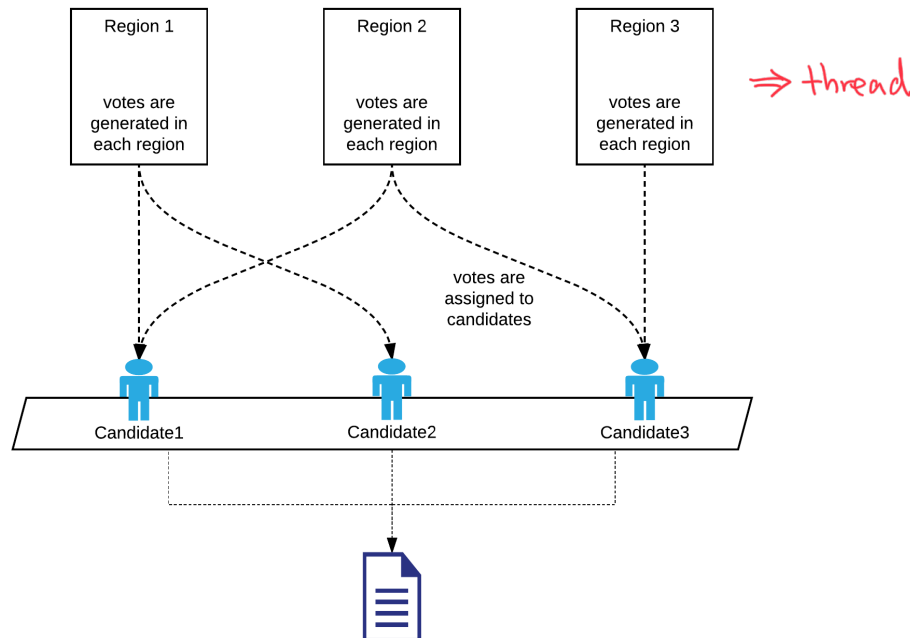 Region 1
votes are
generated in
each region
Region 2
votes are
generated in
each region
Region 3
votes are
generated in
each region
⇒ thread
votes are
assigned to
candidates
Candidate1
Candidate2
Candidate3